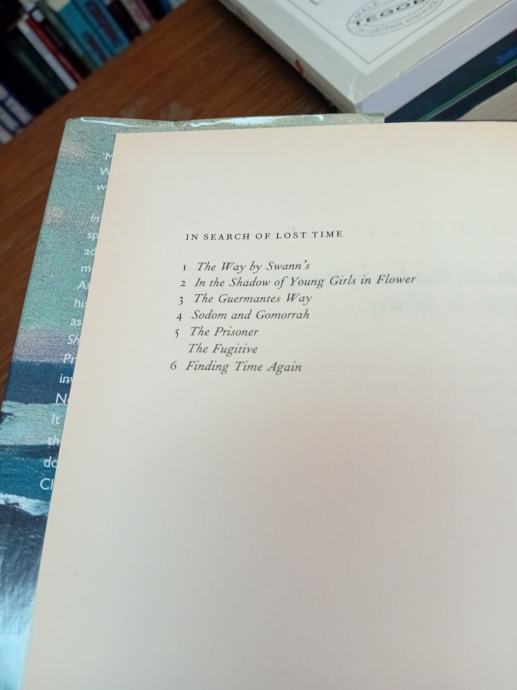 IN SEARCH OF LOST TIME
1 The Way by Swann's
2 In the Shadow of Young Girls in Flower
3 The Guermantes Way
4 Sodom and Gomorrah
5 The Prisoner
The Fugitive
6 Finding Time Again